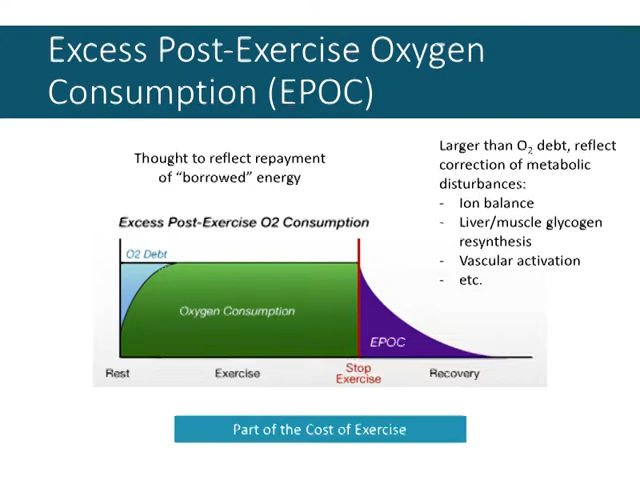 Excess Post-Exercise Oxygen
Consumption (EPOC)
Thought to reflect repayment
of “borrowed” energy
Larger than O2 debt, reflect
correction of metabolic
disturbances:
- Ion balance
- Liver/muscle glycogen
resynthesis
- Vascular activation
- etc.
Excess Post-Exercise O2 Consumption
O2 Debt
Oxygen Consumption
EPOC
Rest
Exercise
Stop
Exercise
Recovery
Part of the Cost of Exercise